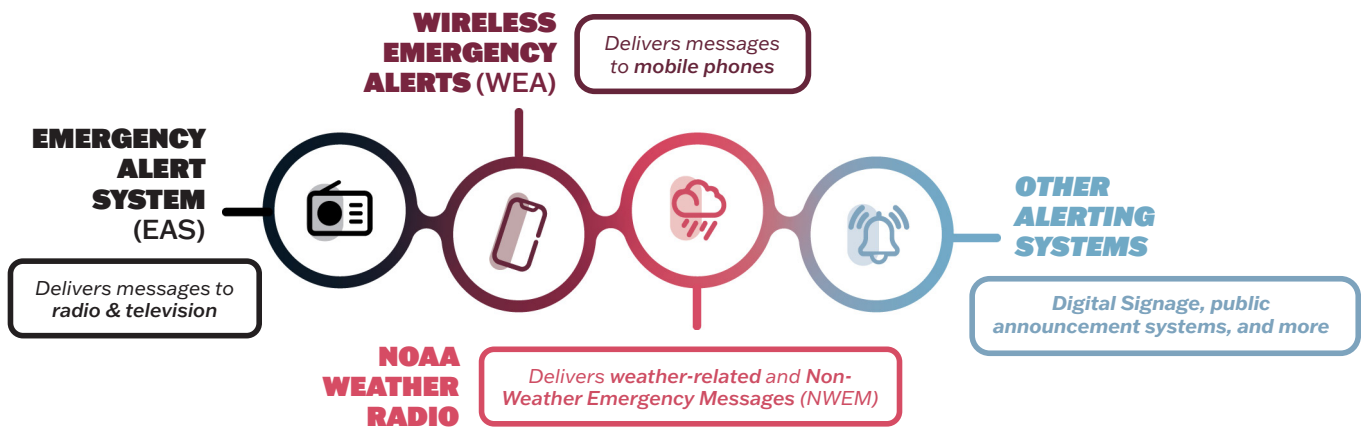 EMERGENCY
ALERT
SYSTEM
(EAS)
Delivers messages to
radio & television
WIRELESS
EMERGENCY
ALERTS (WEA)
Delivers messages
to mobile phones
NOAA
WEATHER
RADIO
Delivers weather-related and Non-
Weather Emergency Messages (NWEM)
OTHER
ALERTING
SYSTEMS
Digital Signage, public
announcement systems, and more